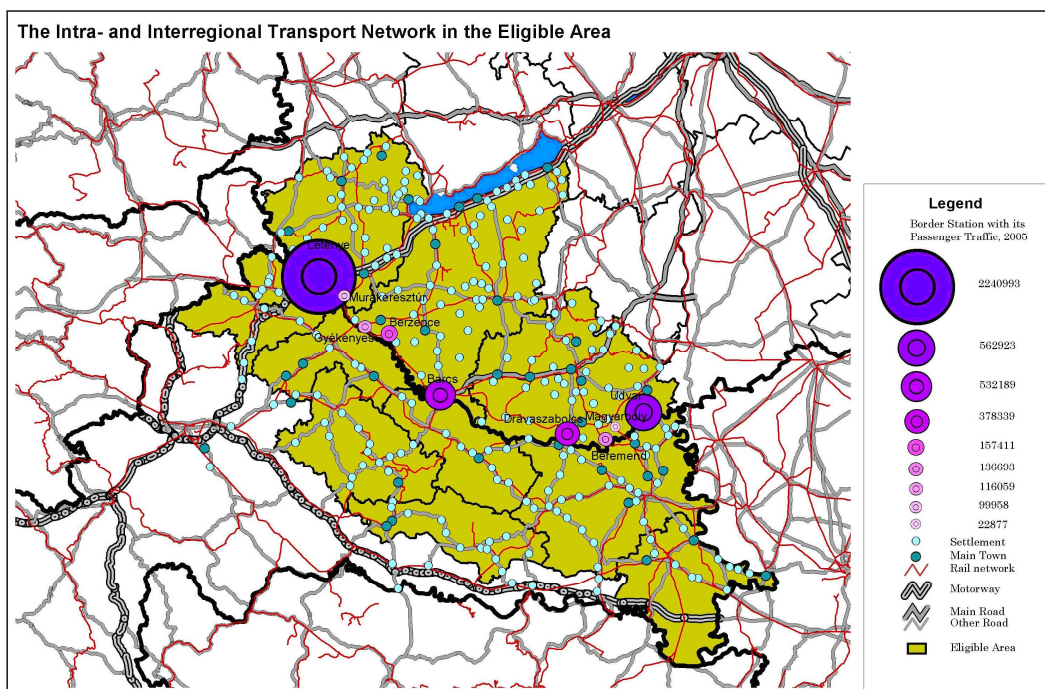 The Intra- and Interregional Transport Network in the Eligible Area
Letenye
Murakeresztúr
Berzence
Gyékényes
Barcs
Udvar
Drávaszabolcs
Magyarbóly
Beremend
Legend
Border Station with its
Passenger Traffic, 2005
2240993
562923
532189
378339
157411
136693
116059
99958
22877
Settlement
Main Town
Rail network
Motorway
Main Road
Other Road
Eligible Area